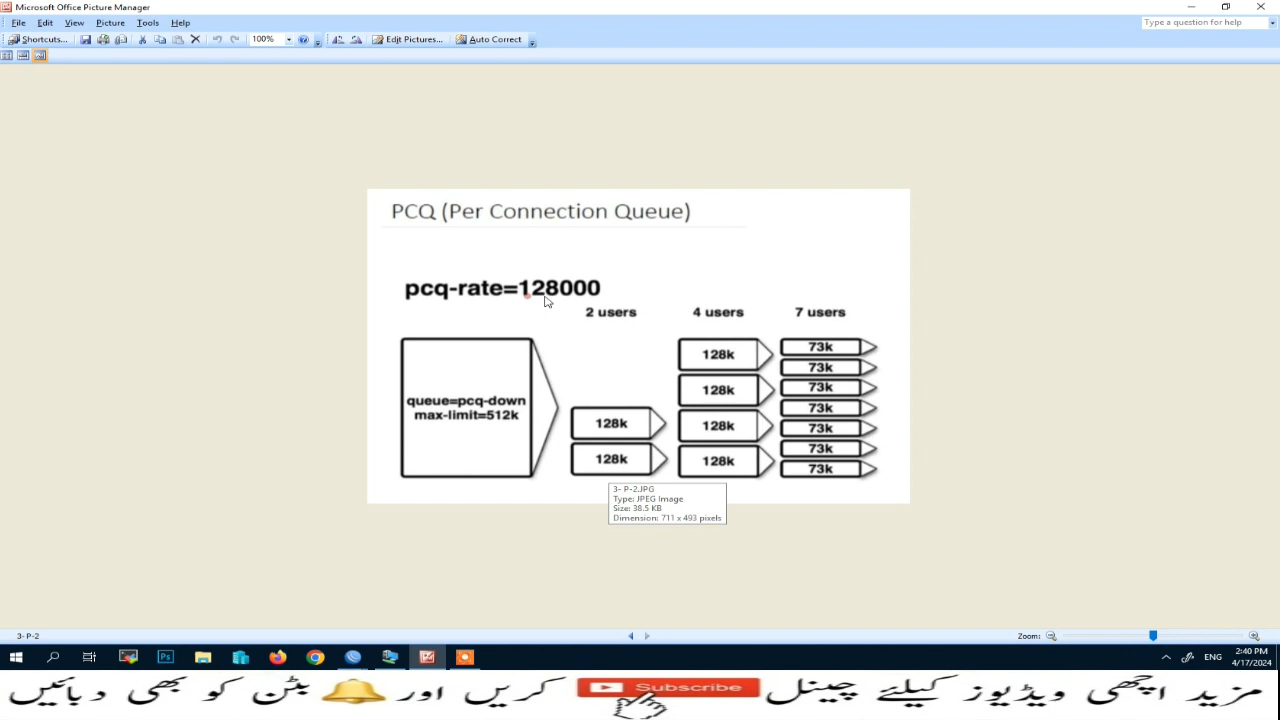 Microsoft Office Picture Manager
File Edit View Picture Tools Help
Type a question for help
Shortcuts... 100% Edit Pictures... Auto Correct
PCQ (Per Connection Queue)
pcq-rate=128000
2 users 4 users 7 users
queue=pcq-down
max-limit=512k
128k
128k
128k
128k
128k
128k
73k
73k
73k
73k
73k
73k
73k
3- P-2.JPG
Type: JPEG Image
Size: 38.5 KB
Dimension: 711 x 493 pixels
3- P-2
Zoom:
Ps
ENG
2:40 PM
4/17/2024
مزید اچھی ویڈیوز کیلئے چینل Subscribe کریں اور بٹن کو بھی دبائیں